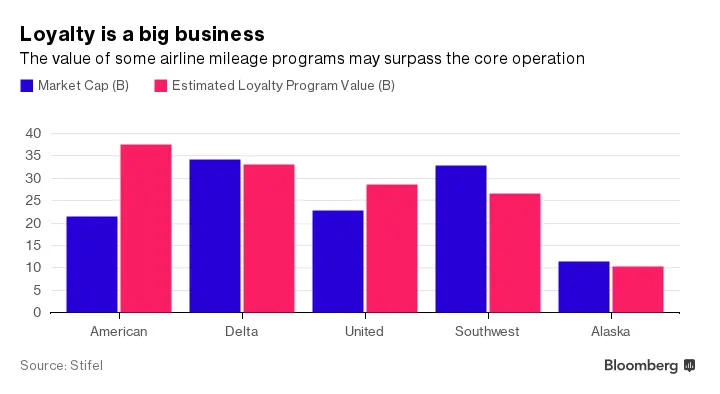 Loyalty is a big business
The value of some airline mileage programs may surpass the core operation
Market Cap (B) Estimated Loyalty Program Value (B)
40
35
30
25
20
15
10
5
0
American Delta United Southwest Alaska
Source: Stifel Bloomberg